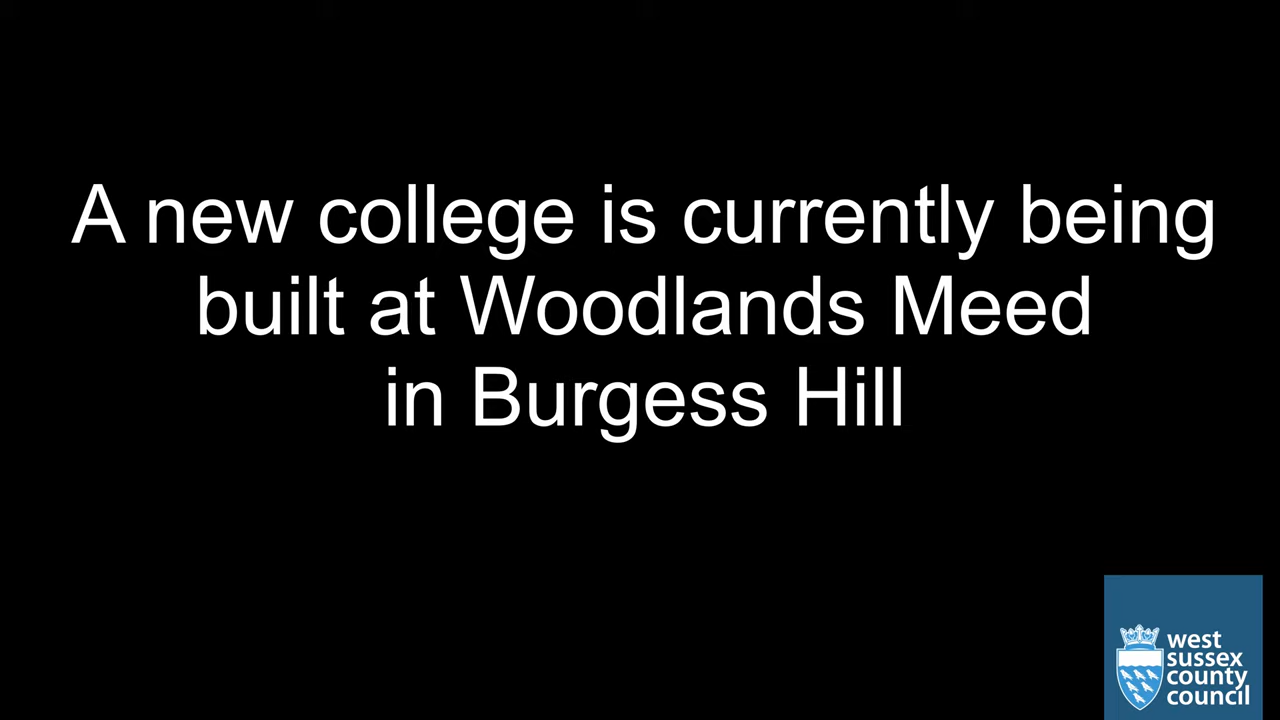 A new college is currently being
built at Woodlands Meed
in Burgess Hill
west
sussex
county
council